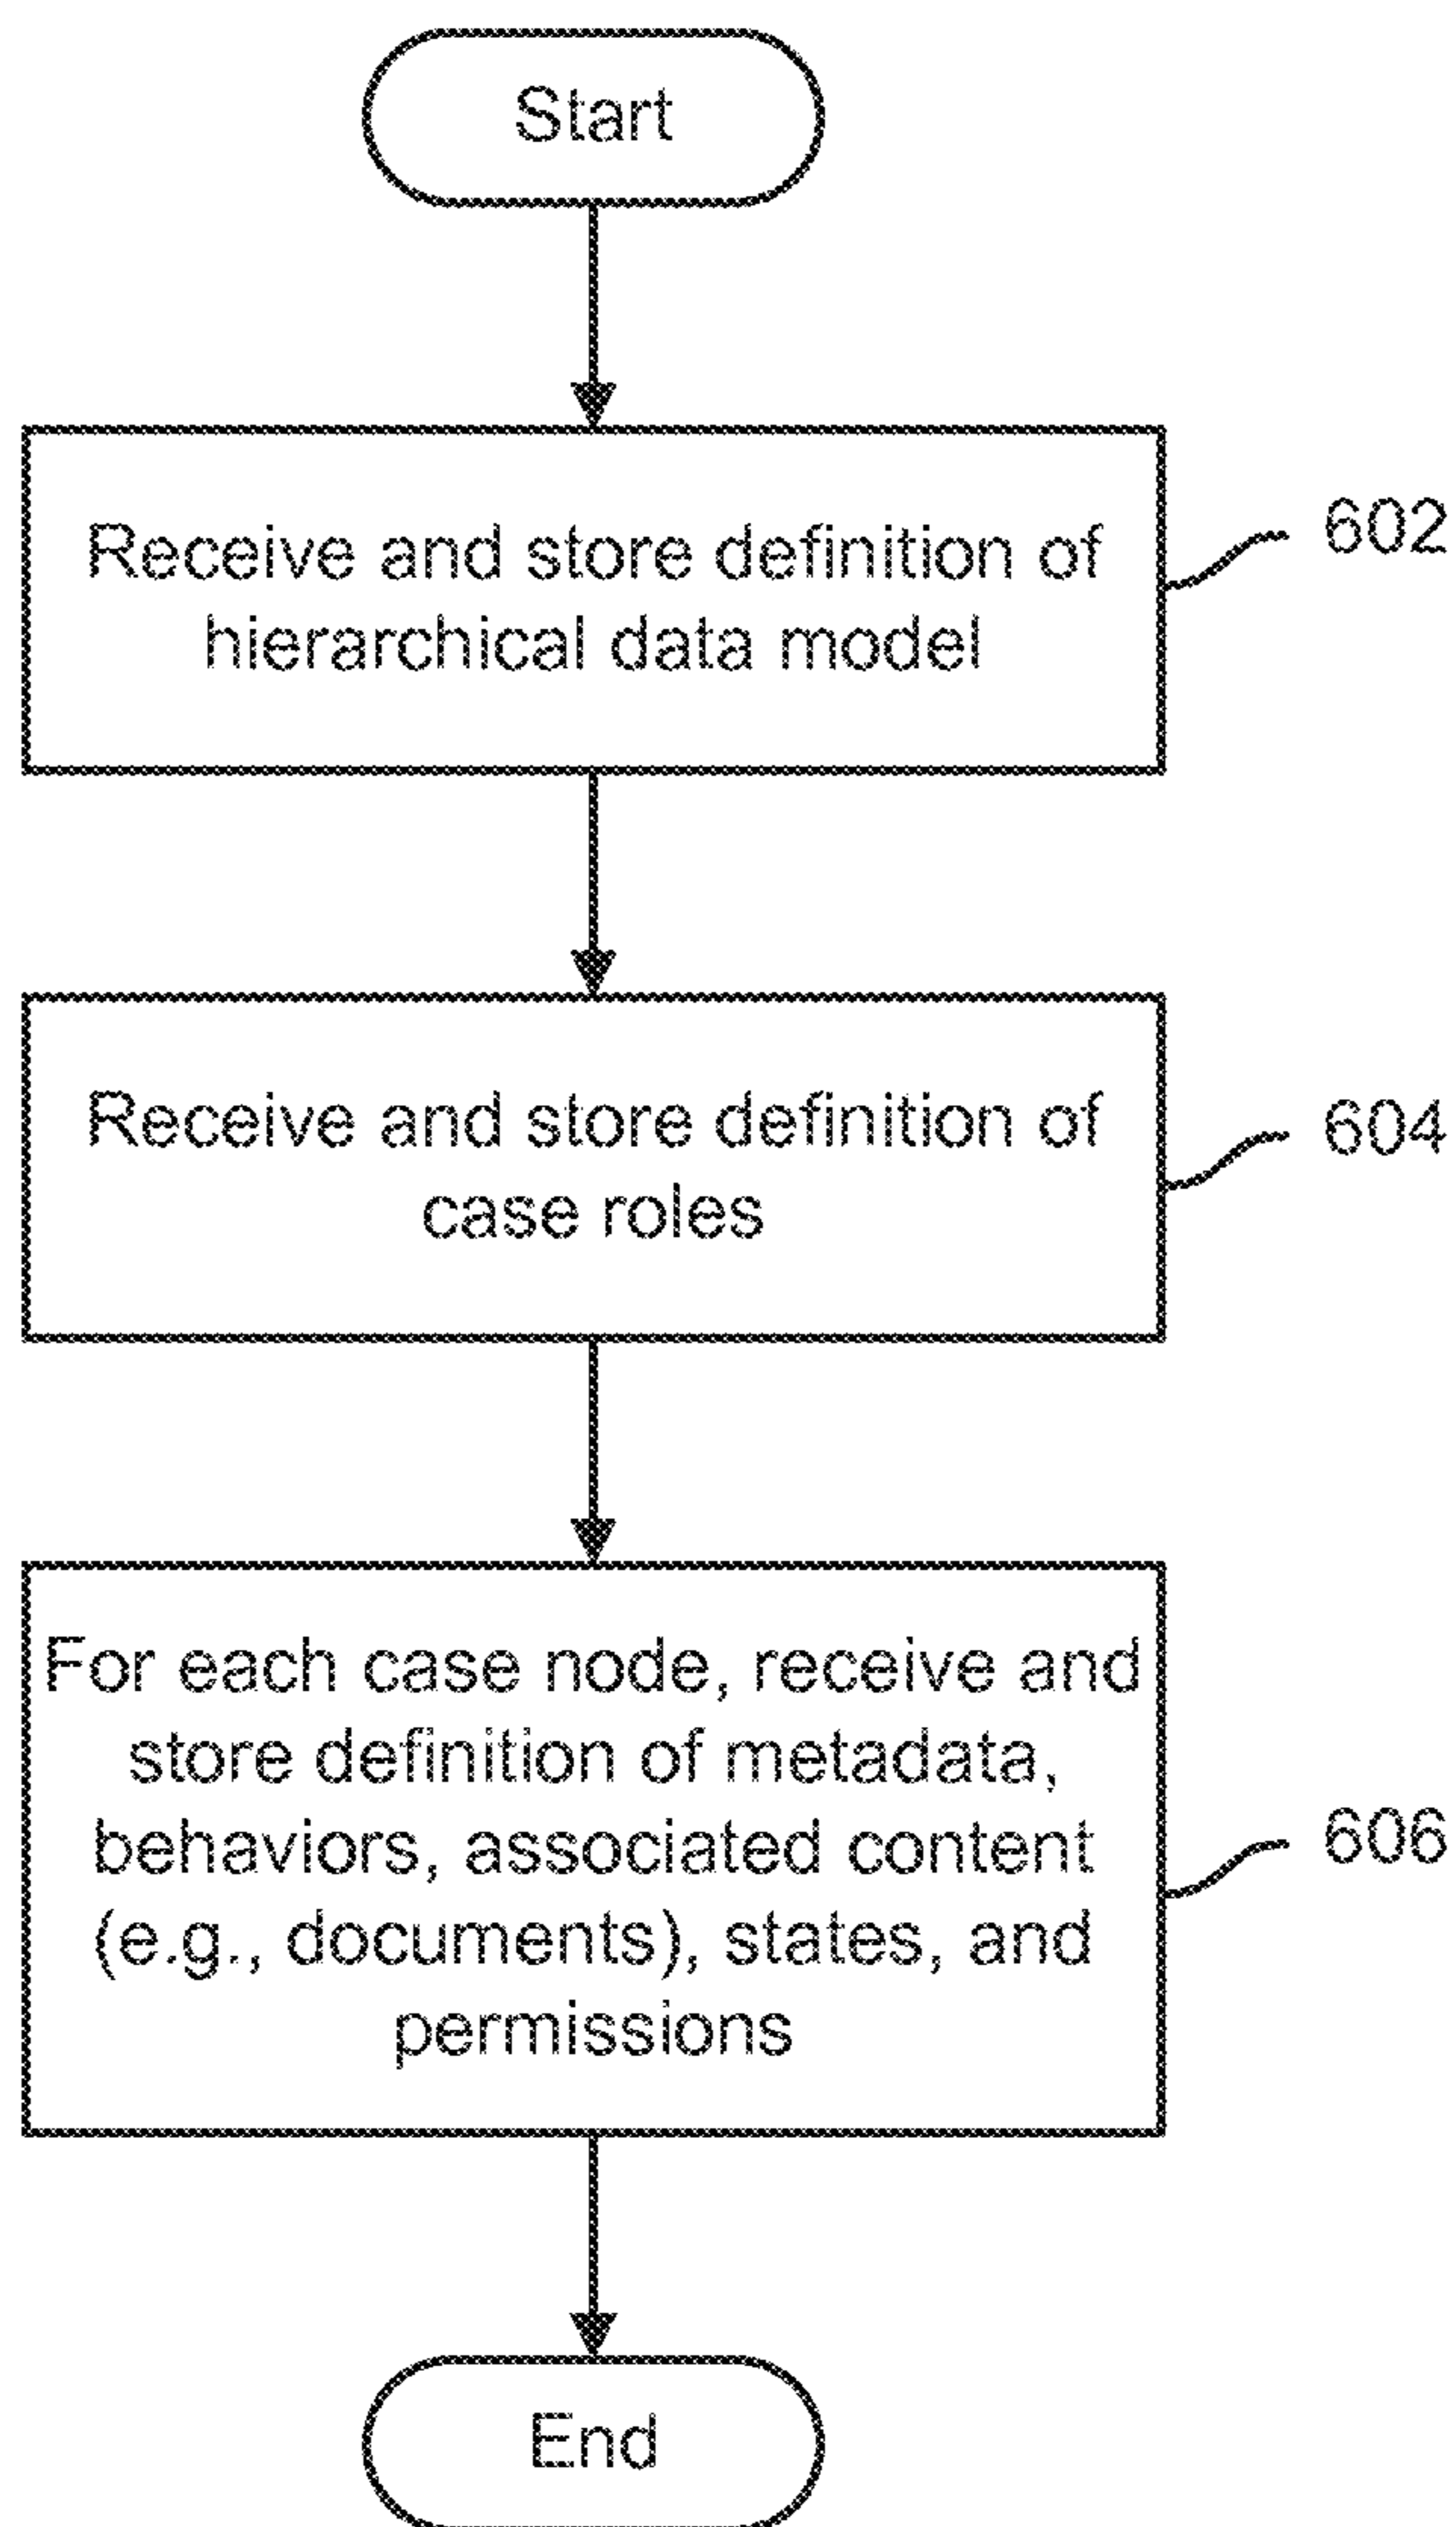 Start
Receive and store definition of
hierarchical data model
602
Receive and store definition of
case roles
604
For each case node, receive and
store definition of metadata,
behaviors, associated content
(e.g., documents), states, and
permissions
606
End